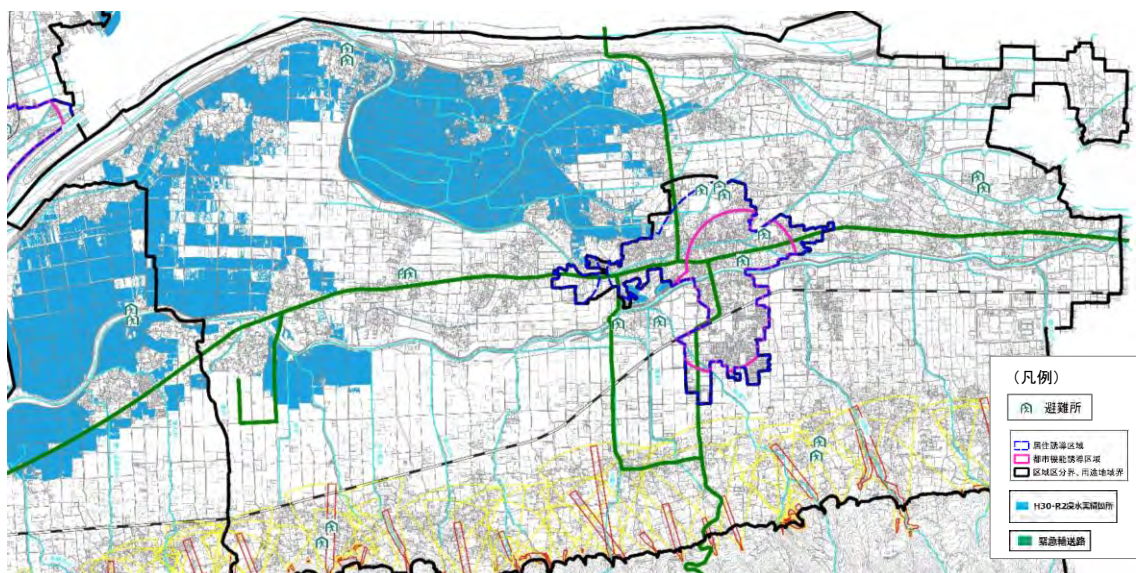 （凡例）
避難所
居住誘導区域
都市機能誘導区域
区域区分界、用途地域界
H30-R2浸水実績箇所
緊急輸送路